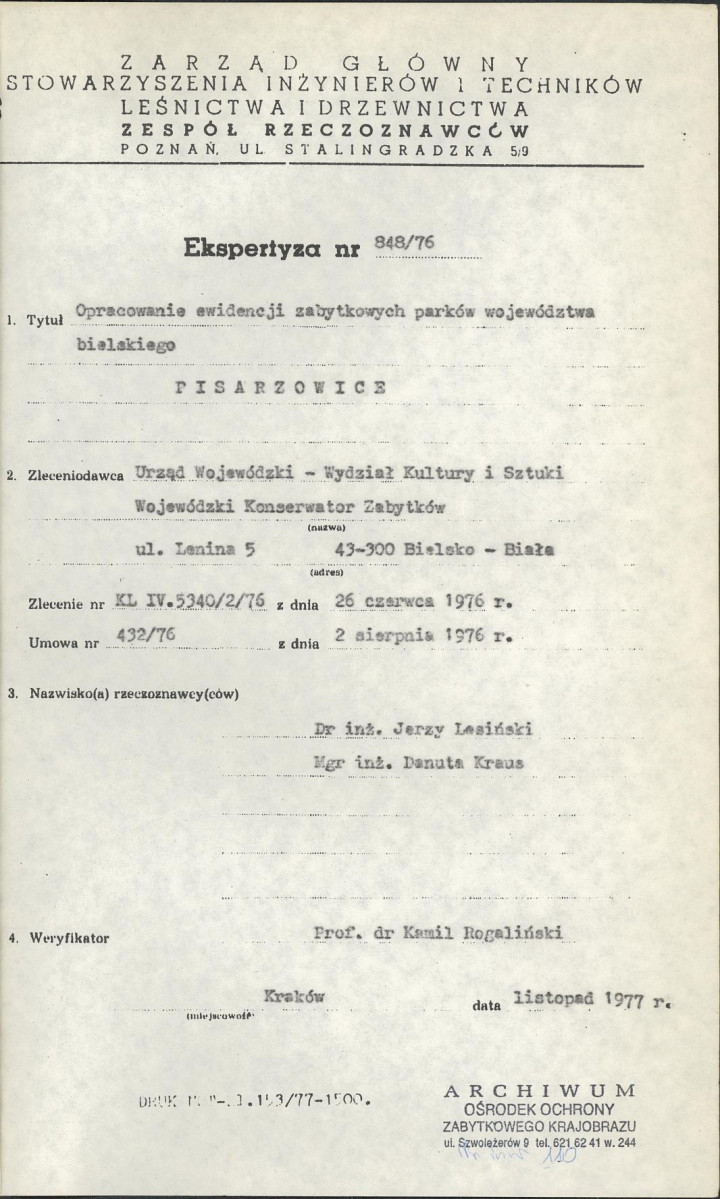 ZARZĄD GŁÓWNY
STOWARZYSZENIA INŻYNIERÓW I TECHNIKÓW
LEŚNICTWA I DRZEWNICTWA
ZESPÓŁ RZECZOZNAWCÓW
POZNAŃ, UL STALINGRADZKA 5/9
Ekspertyza nr 848/76
1. Tytuł Opracowanie ewidencji zabytkowych parków województwa
bielskiego
PISARZOWICE
2. Zleceniodawca Urząd Wojewódzki - Wydział Kultury i Sztuki
Wojewódzki Konserwator Zabytków
(nazwa)
ul. Lenina 5 43-300 Bielsko - Biała
(adres)
Zlecenie nr KL IV.5340/2/76 z dnia 26 czerwca 1976 r.
Umowa nr 432/76 z dnia 2 sierpnia 1976 r.
3. Nazwisko(a) rzeczoznawcy(ców)
Dr inż. Jerzy Lesiński
Mgr inż. Danuta Kraus
4. Weryfikator Prof. dr Kamil Rogaliński
Kraków data listopad 1977 r.
(miejscowość)
DRUK 153/77-1500.
ARCHIWUM
OŚRODEK OCHRONY
ZABYTKOWEGO KRAJOBRAZU
ul. Szwoleżerów 9 tel. 621 62 41 w. 244
110